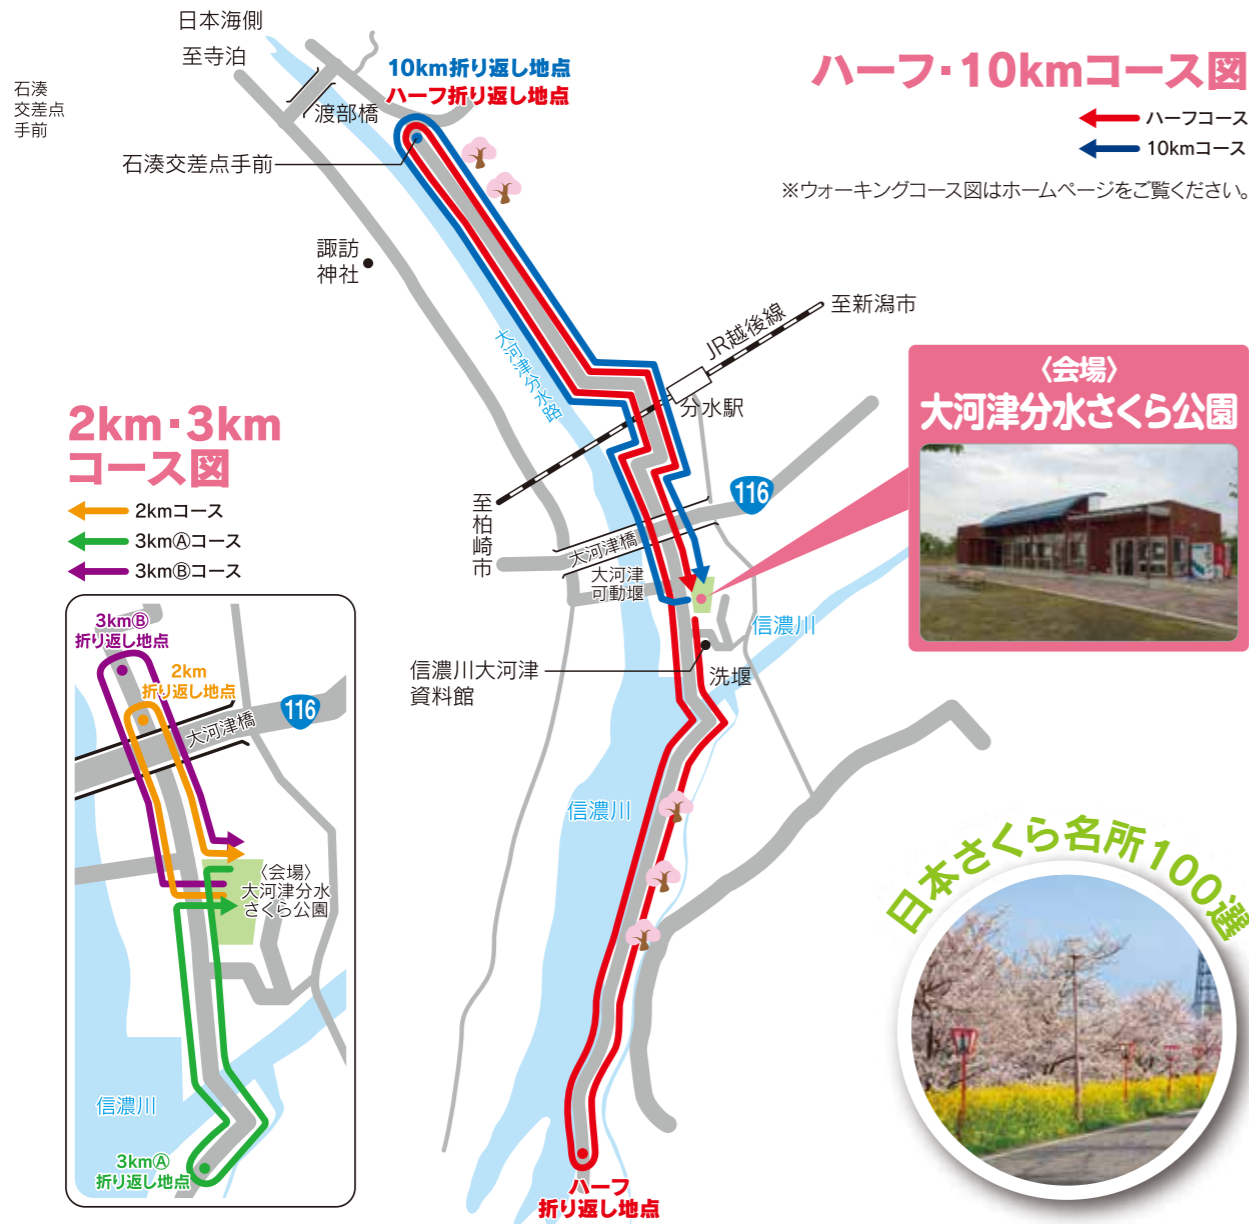 日本海側
至寺泊
石湊
交差点
手前
渡部橋
10km折り返し地点
ハーフ折り返し地点
石湊交差点手前
ハーフ・10kmコース図
ハーフコース
10kmコース
※ウォーキングコース図はホームページをご覧ください。
諏訪
神社
大河津分水路
JR越後線
至新潟市
分水駅
至柏崎市
116
大河津橋
大河津
可動堰
〈会場〉
大河津分水さくら公園
信濃川
信濃川大河津
資料館
洗堰
信濃川
ハーフ
折り返し地点
2km・3km
コース図
2kmコース
3kmⒶコース
3kmⒷコース
3kmⒷ
折り返し地点
2km
折り返し地点
116
大河津橋
〈会場〉
大河津分水
さくら公園
信濃川
3kmⒶ
折り返し地点
日本さくら名所100選